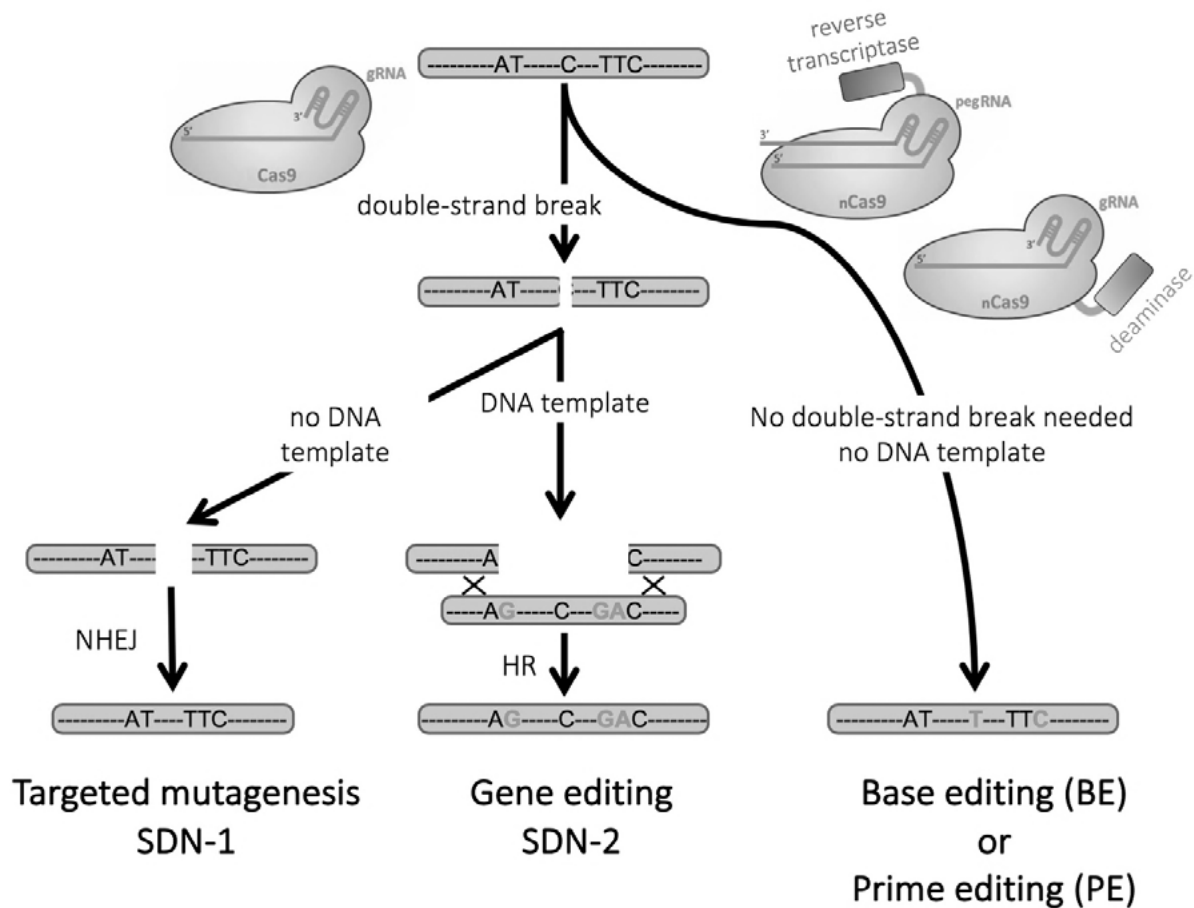 reverse
transcriptase
---------AT-----C---TTC--------
gRNA
3'
5'
Cas9
pegRNA
3'
5'
nCas9
double-strand break
gRNA
3'
5'
nCas9
deaminase
---------AT----- ---TTC--------
no DNA
template
DNA template
No double-strand break needed
no DNA template
---------AT---- --TTC---------
---------A C---------
-----AG-----C---GAC------
NHEJ
HR
---------AT----TTC---------
---------AG-----C---GAC--------
---------AT-----T---TTC--------
Targeted mutagenesis
SDN-1
Gene editing
SDN-2
Base editing (BE)
or
Prime editing (PE)